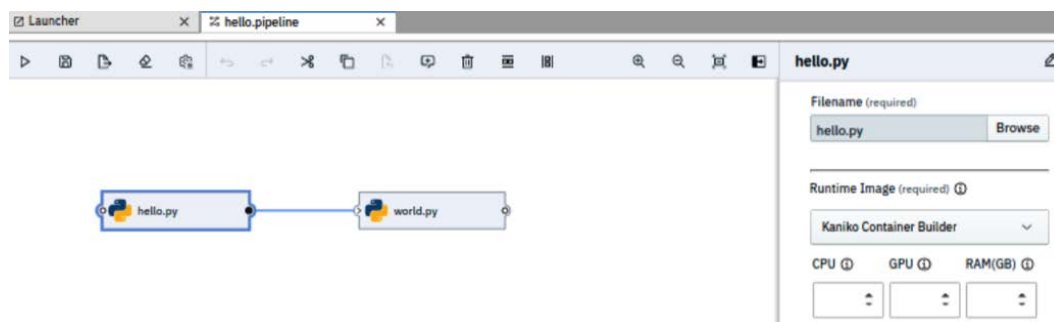 Launcher
hello.pipeline
hello.py
Filename (required)
hello.py
Browse
hello.py
world.py
Runtime Image (required)
Kaniko Container Builder
CPU
GPU
RAM(GB)